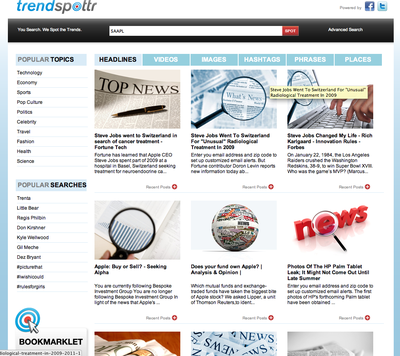 trendspottr
Powered by
You Search. We Spot the Trends.
$AAPL
SPOT
Advanced Search
POPULAR TOPICS
Technology
Economy
Sports
Pop Culture
Politics
Celebrity
Travel
Fashion
Health
Science
POPULAR SEARCHES
Trenta
Little Bear
Regis Philbin
Don Kirshner
Kyle Wellwood
Gil Meche
Dez Bryant
#picturethat
#iwishicould1
#rulesforgirls
BOOKMARKLET
HEADLINES
VIDEOS
IMAGES
HASHTAGS
PHRASES
PLACES
TOP NEWS
Steve Jobs went to Switzerland in
search of cancer treatment -
Fortune Tech
Fortune has learned that Apple CEO
Steve Jobs spent part of 2009 at a
hospital in Basel, Switzerland seeking
treatment for neuroendocrine ca...
Recent Posts
What's News
Steve Jobs Went To Switzerland
For "Unusual" Radiological
Treatment In 2009
Enter you email address and zip code to
set up customized email alerts. But
Fortune contributor Doron Levin reports
new information today ab...
Recent Posts
Steve Jobs Went To Switzerland For "Unusual"
Radiological Treatment In 2009
Steve Jobs Changed My Life - Rich
Karlgaard - Innovation Rules -
Forbes
On January 22, 1984, the Los Angeles
Raiders crushed the Washington
Redskins, 38-9, to win Super Bowl XVIII.
Who was the game's MVP? (Marcus...
Recent Posts
Apple: Buy or Sell? - Seeking
Alpha
You are currently following Bespoke
Investment Group You are no longer
following Bespoke Investment Group In
light of the news that Apple's...
Recent Posts
Does your fund own Apple? |
Analysis & Opinion |
Which mutual funds and exchange-
traded funds have taken the biggest bite
of Apple stock? We asked Lipper, a unit
of Thomson Reuters,to ident...
Recent Posts
news
Photos Of The HP Palm Tablet
Leak; It Might Not Come Out Until
Late Summer
Enter you email address and zip code to
set up customized email alerts. The first
photos of HP's forthcoming Palm tablet
have been obtained ...
Recent Posts
diological-treatment-in-2009-2011-1